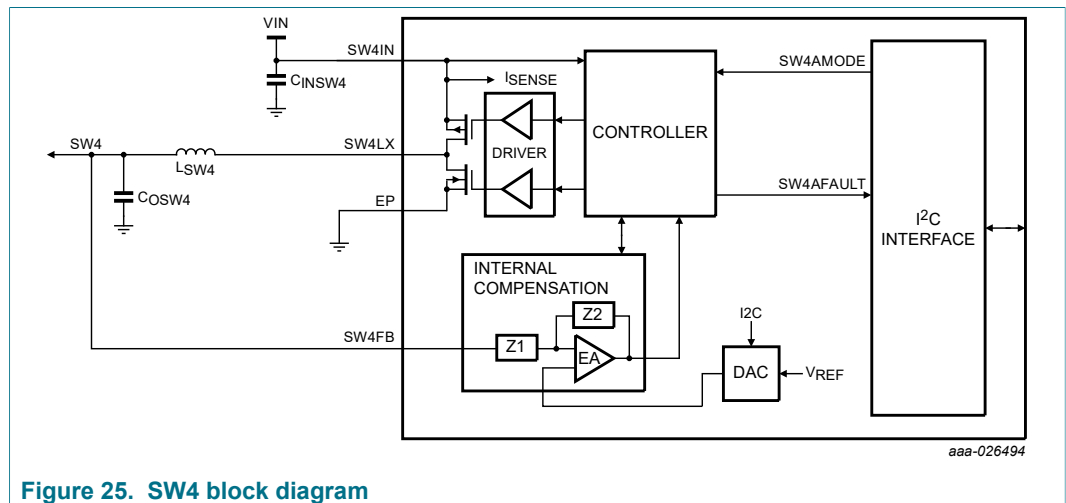 VIN
SW4IN
CINSW4
ISENSE
SW4AMODE
CONTROLLER
SW4
LSW4
SW4LX
DRIVER
COSW4
SW4AFAULT
EP
I2C
INTERFACE
INTERNAL
COMPENSATION
Z2
I2C
SW4FB
Z1
EA
DAC
VREF
aaa-026494
Figure 25. SW4 block diagram